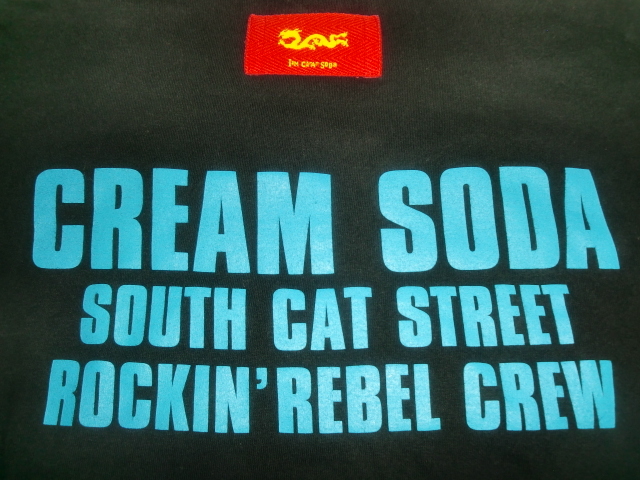 CREAM SODA
SOUTH CAT STREET
ROCKIN' REBEL CREW